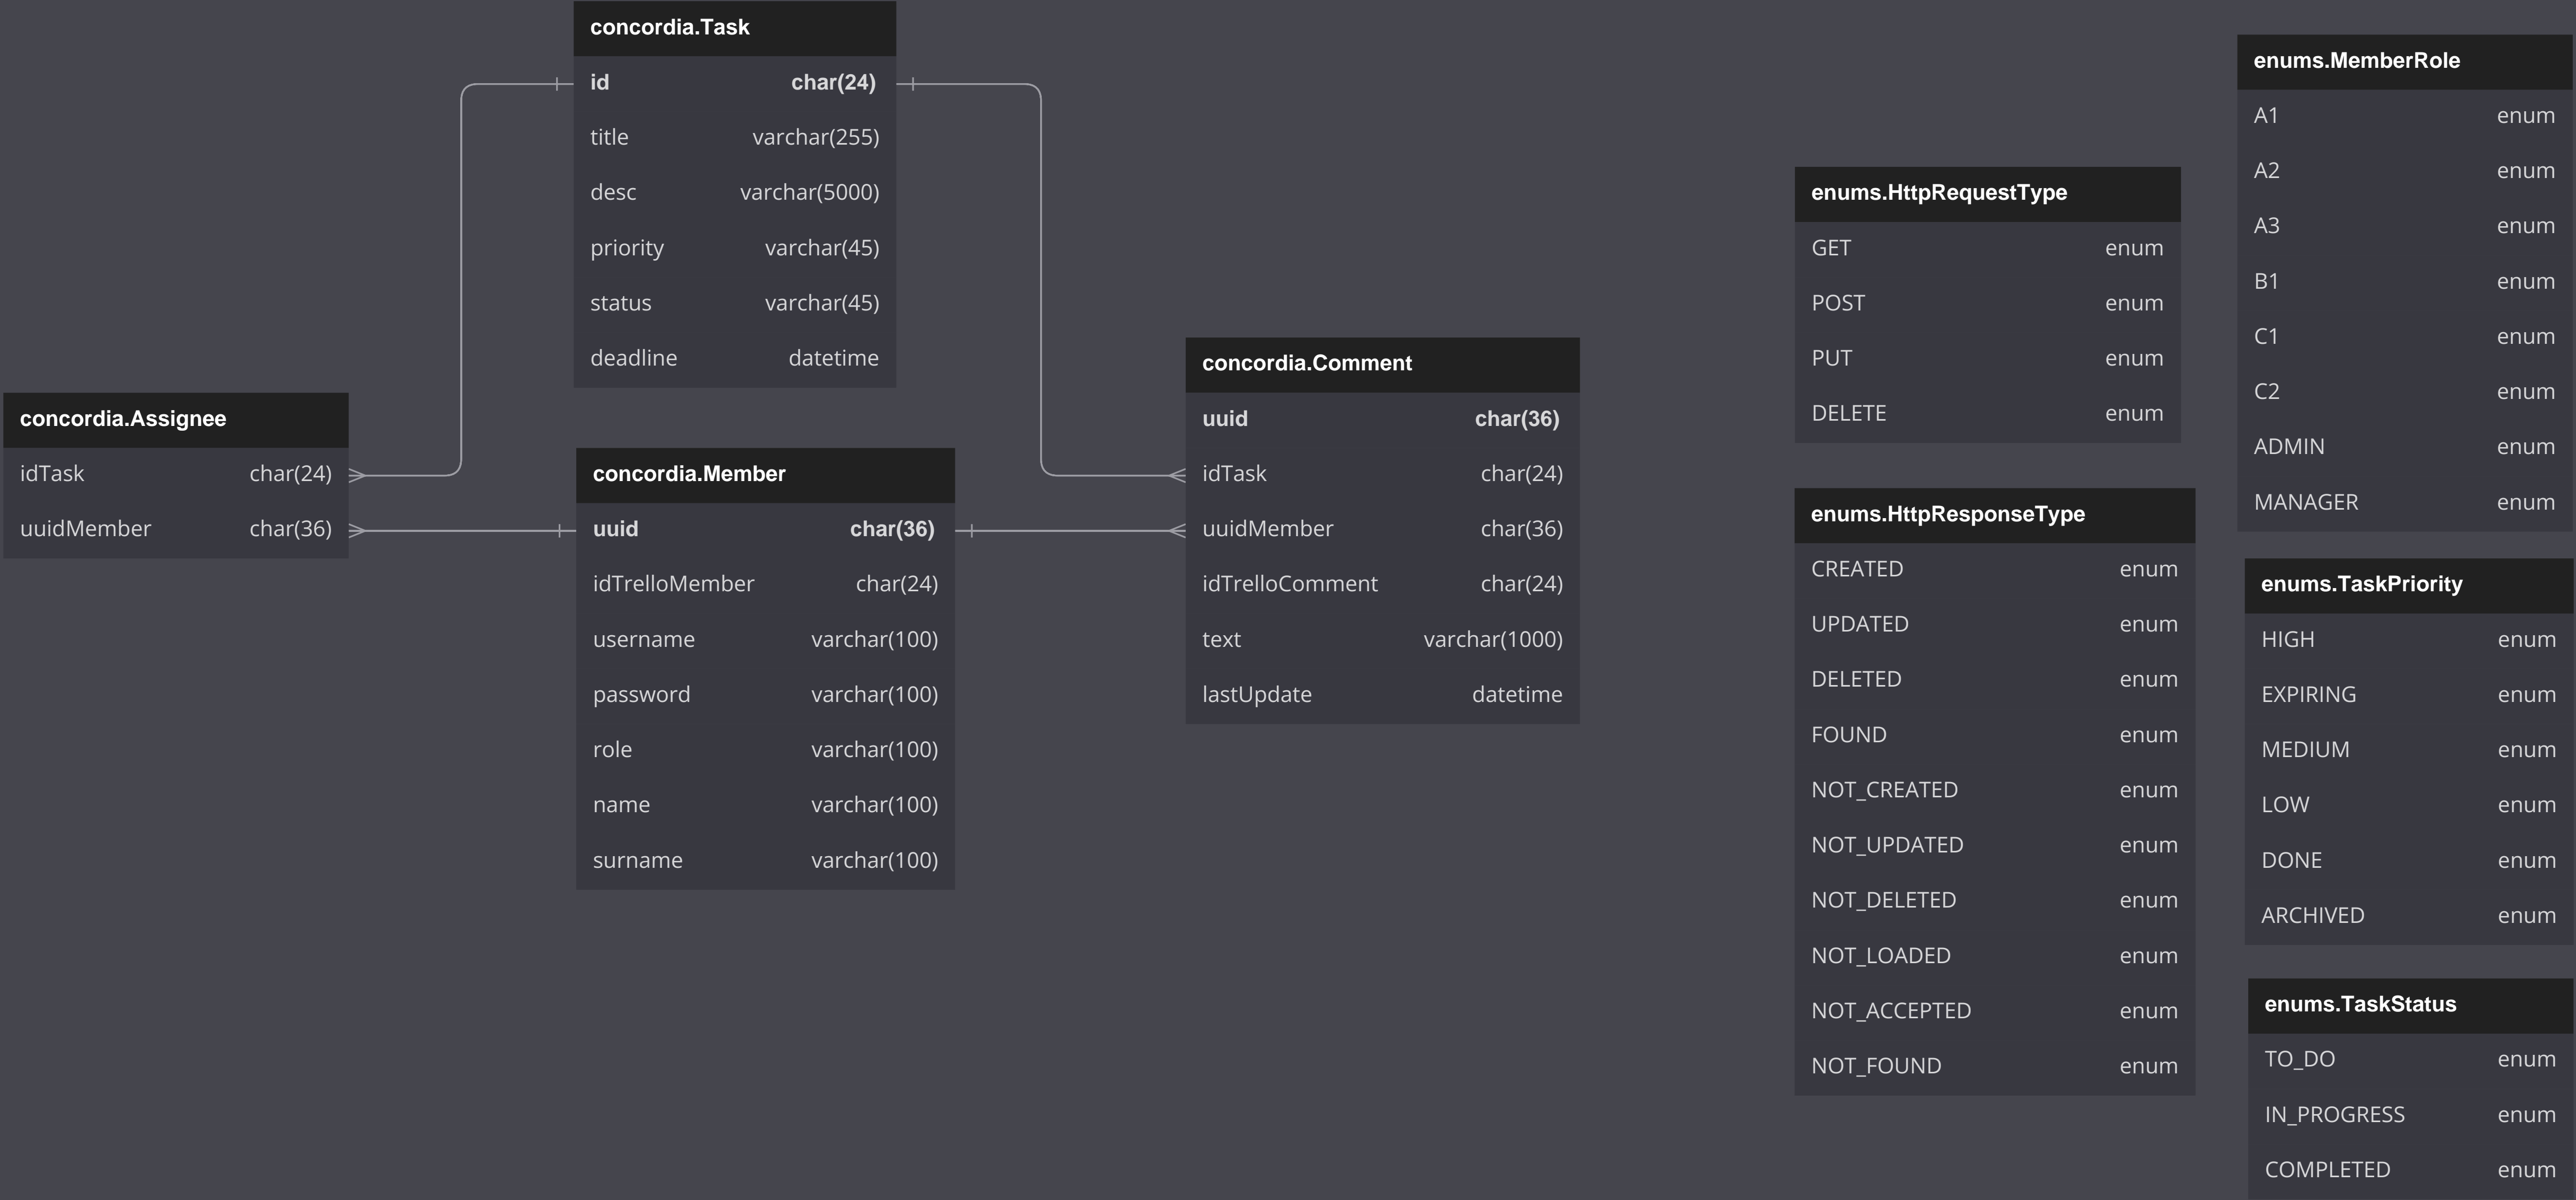 concordia.Task
id char(24)
title varchar(255)
desc varchar(5000)
priority varchar(45)
status varchar(45)
deadline datetime
concordia.Assignee
idTask char(24)
uuidMember char(36)
concordia.Member
uuid char(36)
idTrelloMember char(24)
username varchar(100)
password varchar(100)
role varchar(100)
name varchar(100)
surname varchar(100)
concordia.Comment
uuid char(36)
idTask char(24)
uuidMember char(36)
idTrelloComment char(24)
text varchar(1000)
lastUpdate datetime
enums.HttpRequestType
GET enum
POST enum
PUT enum
DELETE enum
enums.HttpResponseType
CREATED enum
UPDATED enum
DELETED enum
FOUND enum
NOT_CREATED enum
NOT_UPDATED enum
NOT_DELETED enum
NOT_LOADED enum
NOT_ACCEPTED enum
NOT_FOUND enum
enums.MemberRole
A1 enum
A2 enum
A3 enum
B1 enum
C1 enum
C2 enum
ADMIN enum
MANAGER enum
enums.TaskPriority
HIGH enum
EXPIRING enum
MEDIUM enum
LOW enum
DONE enum
ARCHIVED enum
enums.TaskStatus
TO_DO enum
IN_PROGRESS enum
COMPLETED enum